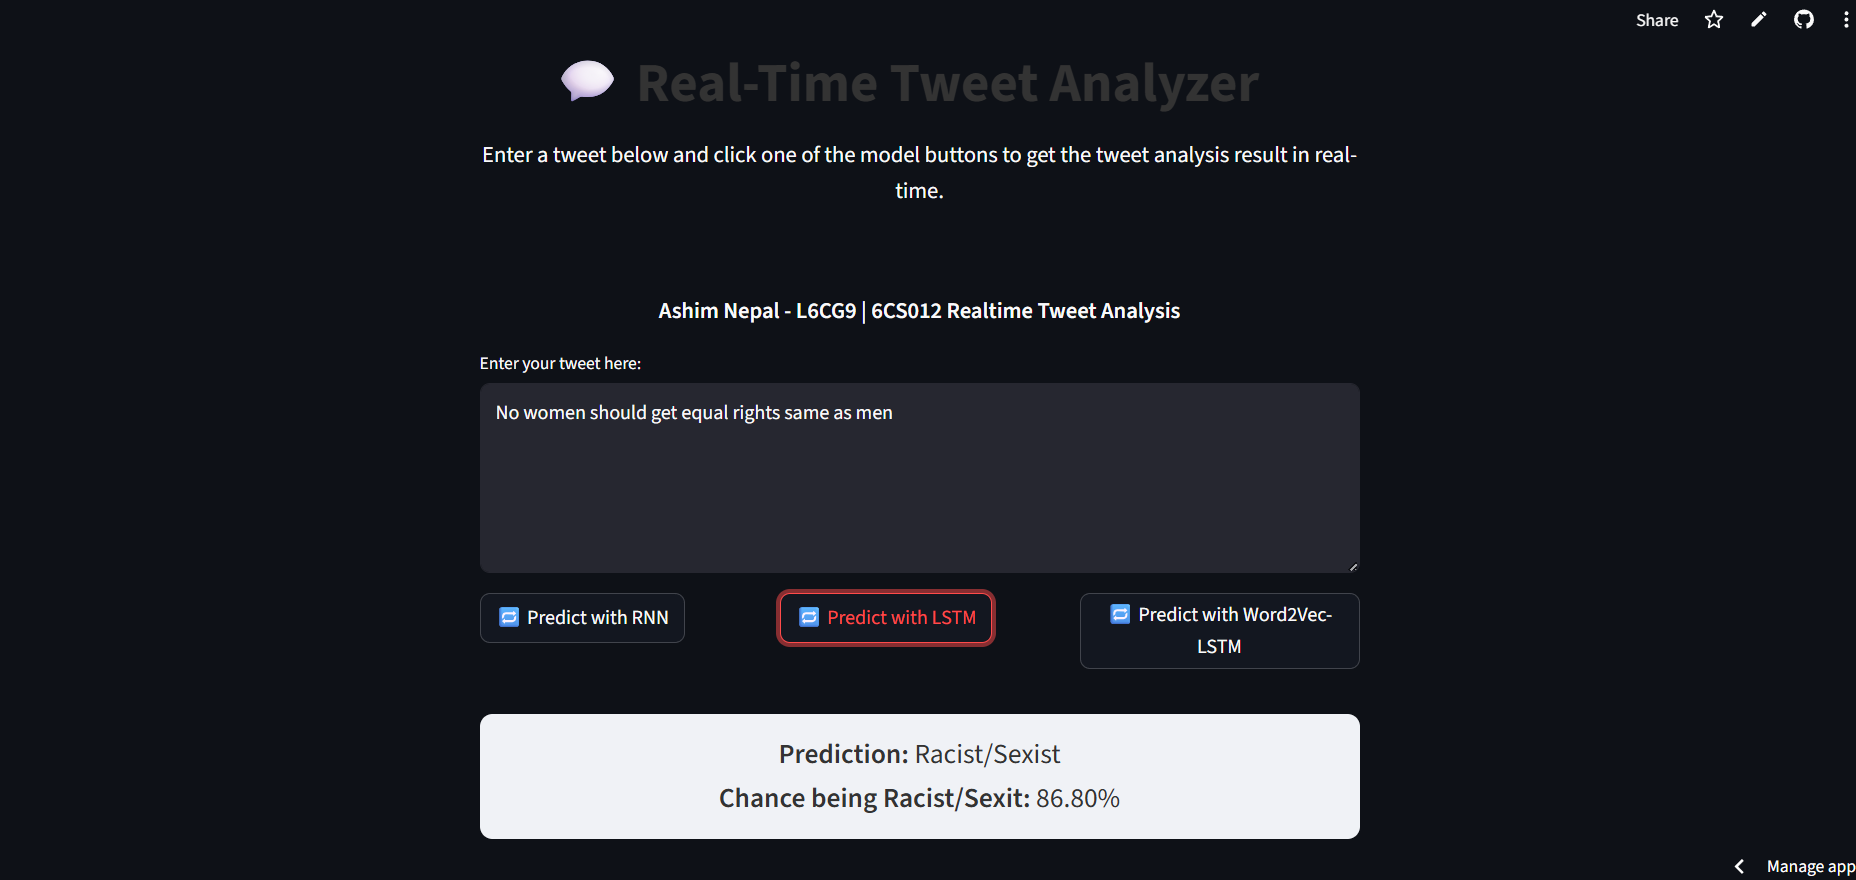 Share
Real-Time Tweet Analyzer
Enter a tweet below and click one of the model buttons to get the tweet analysis result in real-
time.
Ashim Nepal - L6CG9 | 6CS012 Realtime Tweet Analysis
Enter your tweet here:
No women should get equal rights same as men
Predict with RNN
Predict with LSTM
Predict with Word2Vec-
LSTM
Prediction: Racist/Sexist
Chance being Racist/Sexit: 86.80%
Manage app